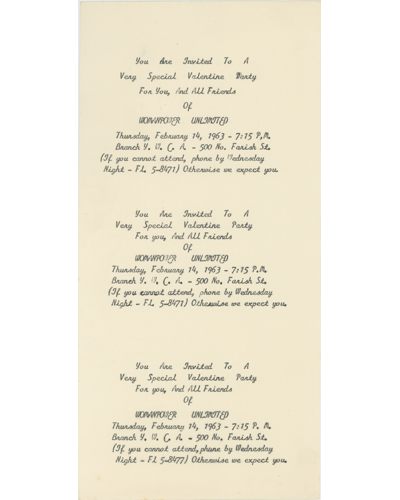 You Are Invited To A
Very Special Valentine Party
For You, And All Friends
Of
WOMANPOWER UNLIMITED
Thursday, February 14, 1963 - 7:15 P.M.
Branch Y. W. C. A. - 500 No. Farish St.
(If you cannot attend, phone by Wednesday
Night - FL 5-8471) Otherwise we expect you.
You Are Invited To A
Very Special Valentine Party
For you, And All Friends
Of
WOMANPOWER UNLIMITED
Thursday, February 14, 1963 - 7:15 P.M.
Branch Y. W. C. A. - 500 No. Farish St.
(If you cannot attend, phone by Wednesday
Night - FL. 5-8471) Otherwise we expect you.
You Are Invited To A
Very Special Valentine Party
For you, And All Friends
Of
WOMANPOWER UNLIMITED
Thursday, February 14, 1963 - 7:15 P.M.
Branch Y. W. C. A. - 500 No. Farish St.
(If you cannot attend, phone by Wednesday
Night - FL 5-8477) Otherwise we expect you.